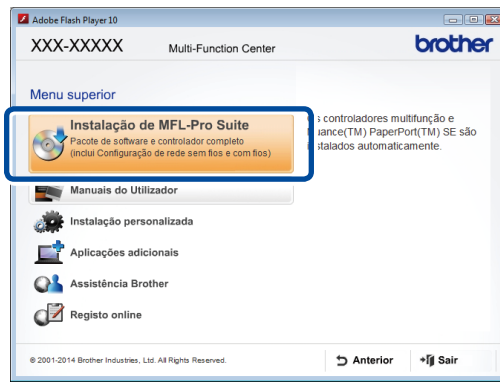 Adobe Flash Player 10
XXX-XXXXX
Multi-Function Center
brother
Menu superior
Instalação de MFL-Pro Suite
Pacote de software e controlador completo
(inclui Configuração de rede sem fios e com fios)
s controladores multifunção e
uance(TM) PaperPort(TM) SE são
stalados automaticamente.
Manuais do Utilizador
Instalação personalizada
Aplicações adicionais
Assistência Brother
Registo online
© 2001-2014 Brother Industries, Ltd. All Rights Reserved.
Anterior
Sair